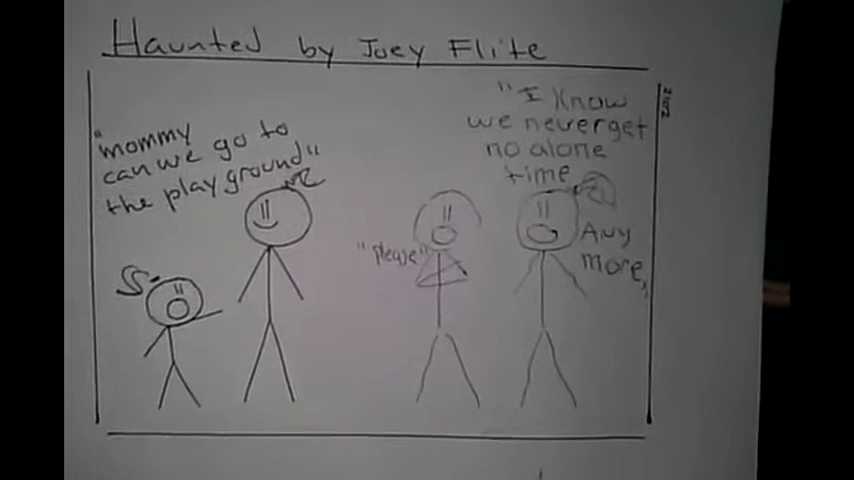 Haunted by Joey Flite
"mommy
can we go to
the playground"
"please"
"I know
we never get
no alone
time
Any
more,